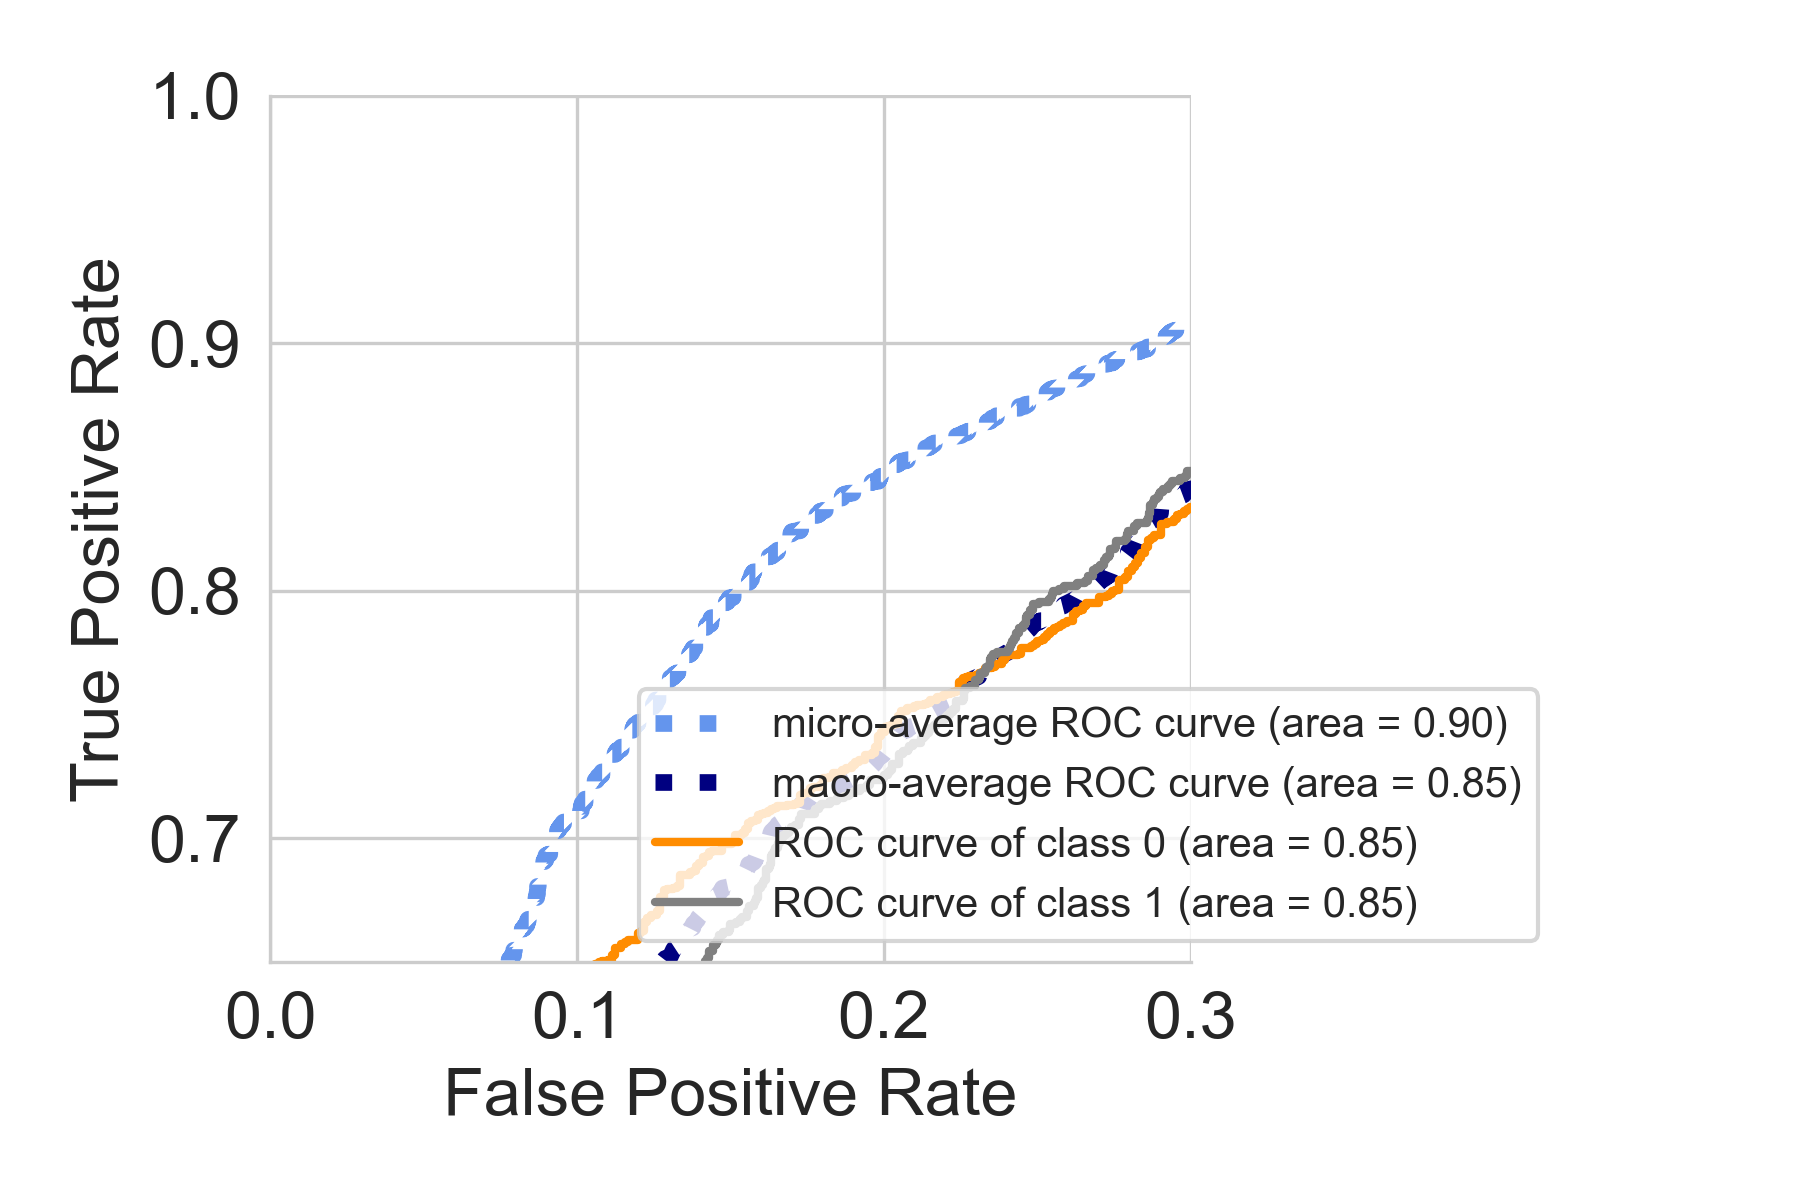 1.0
0.9
0.8
0.7
True Positive Rate
micro-average ROC curve (area = 0.90)
macro-average ROC curve (area = 0.85)
ROC curve of class 0 (area = 0.85)
ROC curve of class 1 (area = 0.85)
0.0 0.1 0.2 0.3
False Positive Rate